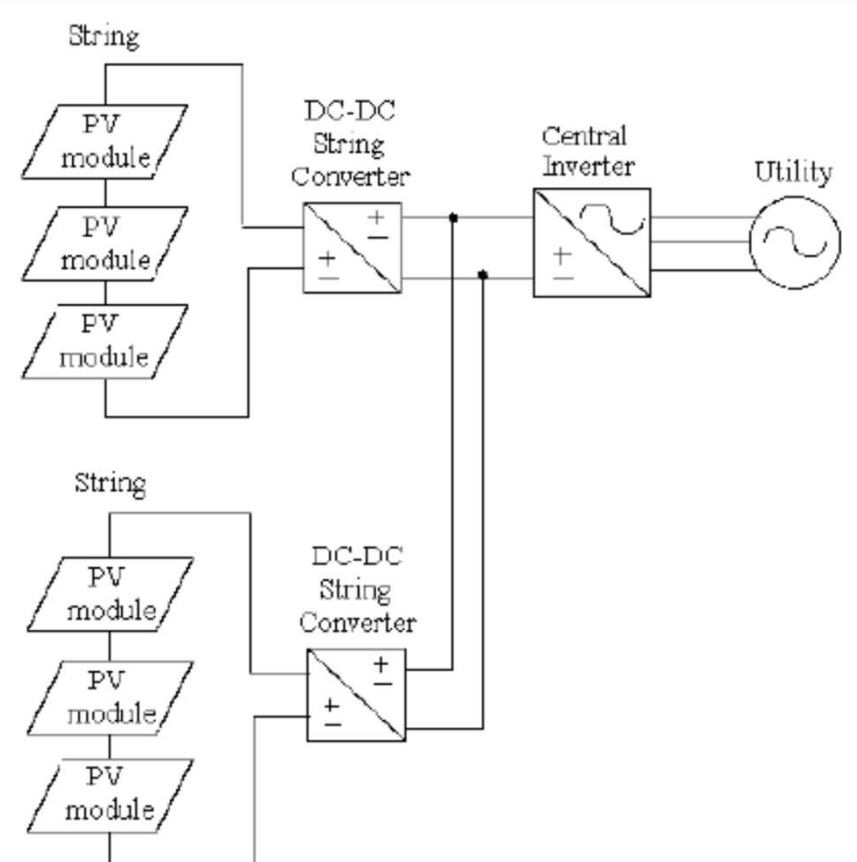 String
PV
module
PV
module
PV
module
DC-DC
String
Converter
+
−
+
−
Central
Inverter
+
−
Utility
String
PV
module
PV
module
PV
module
DC-DC
String
Converter
+
−
+
−